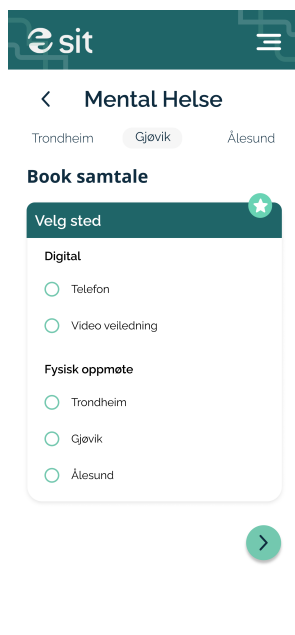 sit
Mental Helse
Trondheim Gjøvik Ålesund
Book samtale
Velg sted
Digital
Telefon
Video veiledning
Fysisk oppmøte
Trondheim
Gjøvik
Ålesund